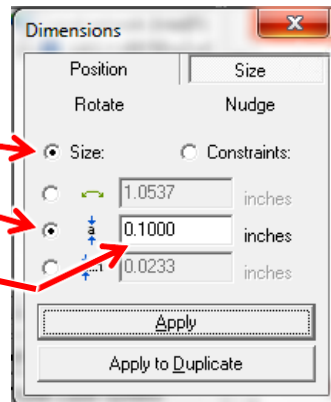 Dimensions
Position Size
Rotate Nudge
Size: Constraints:
1.0537 inches
a 0.1000 inches
0.0233 inches
Apply
Apply to Duplicate